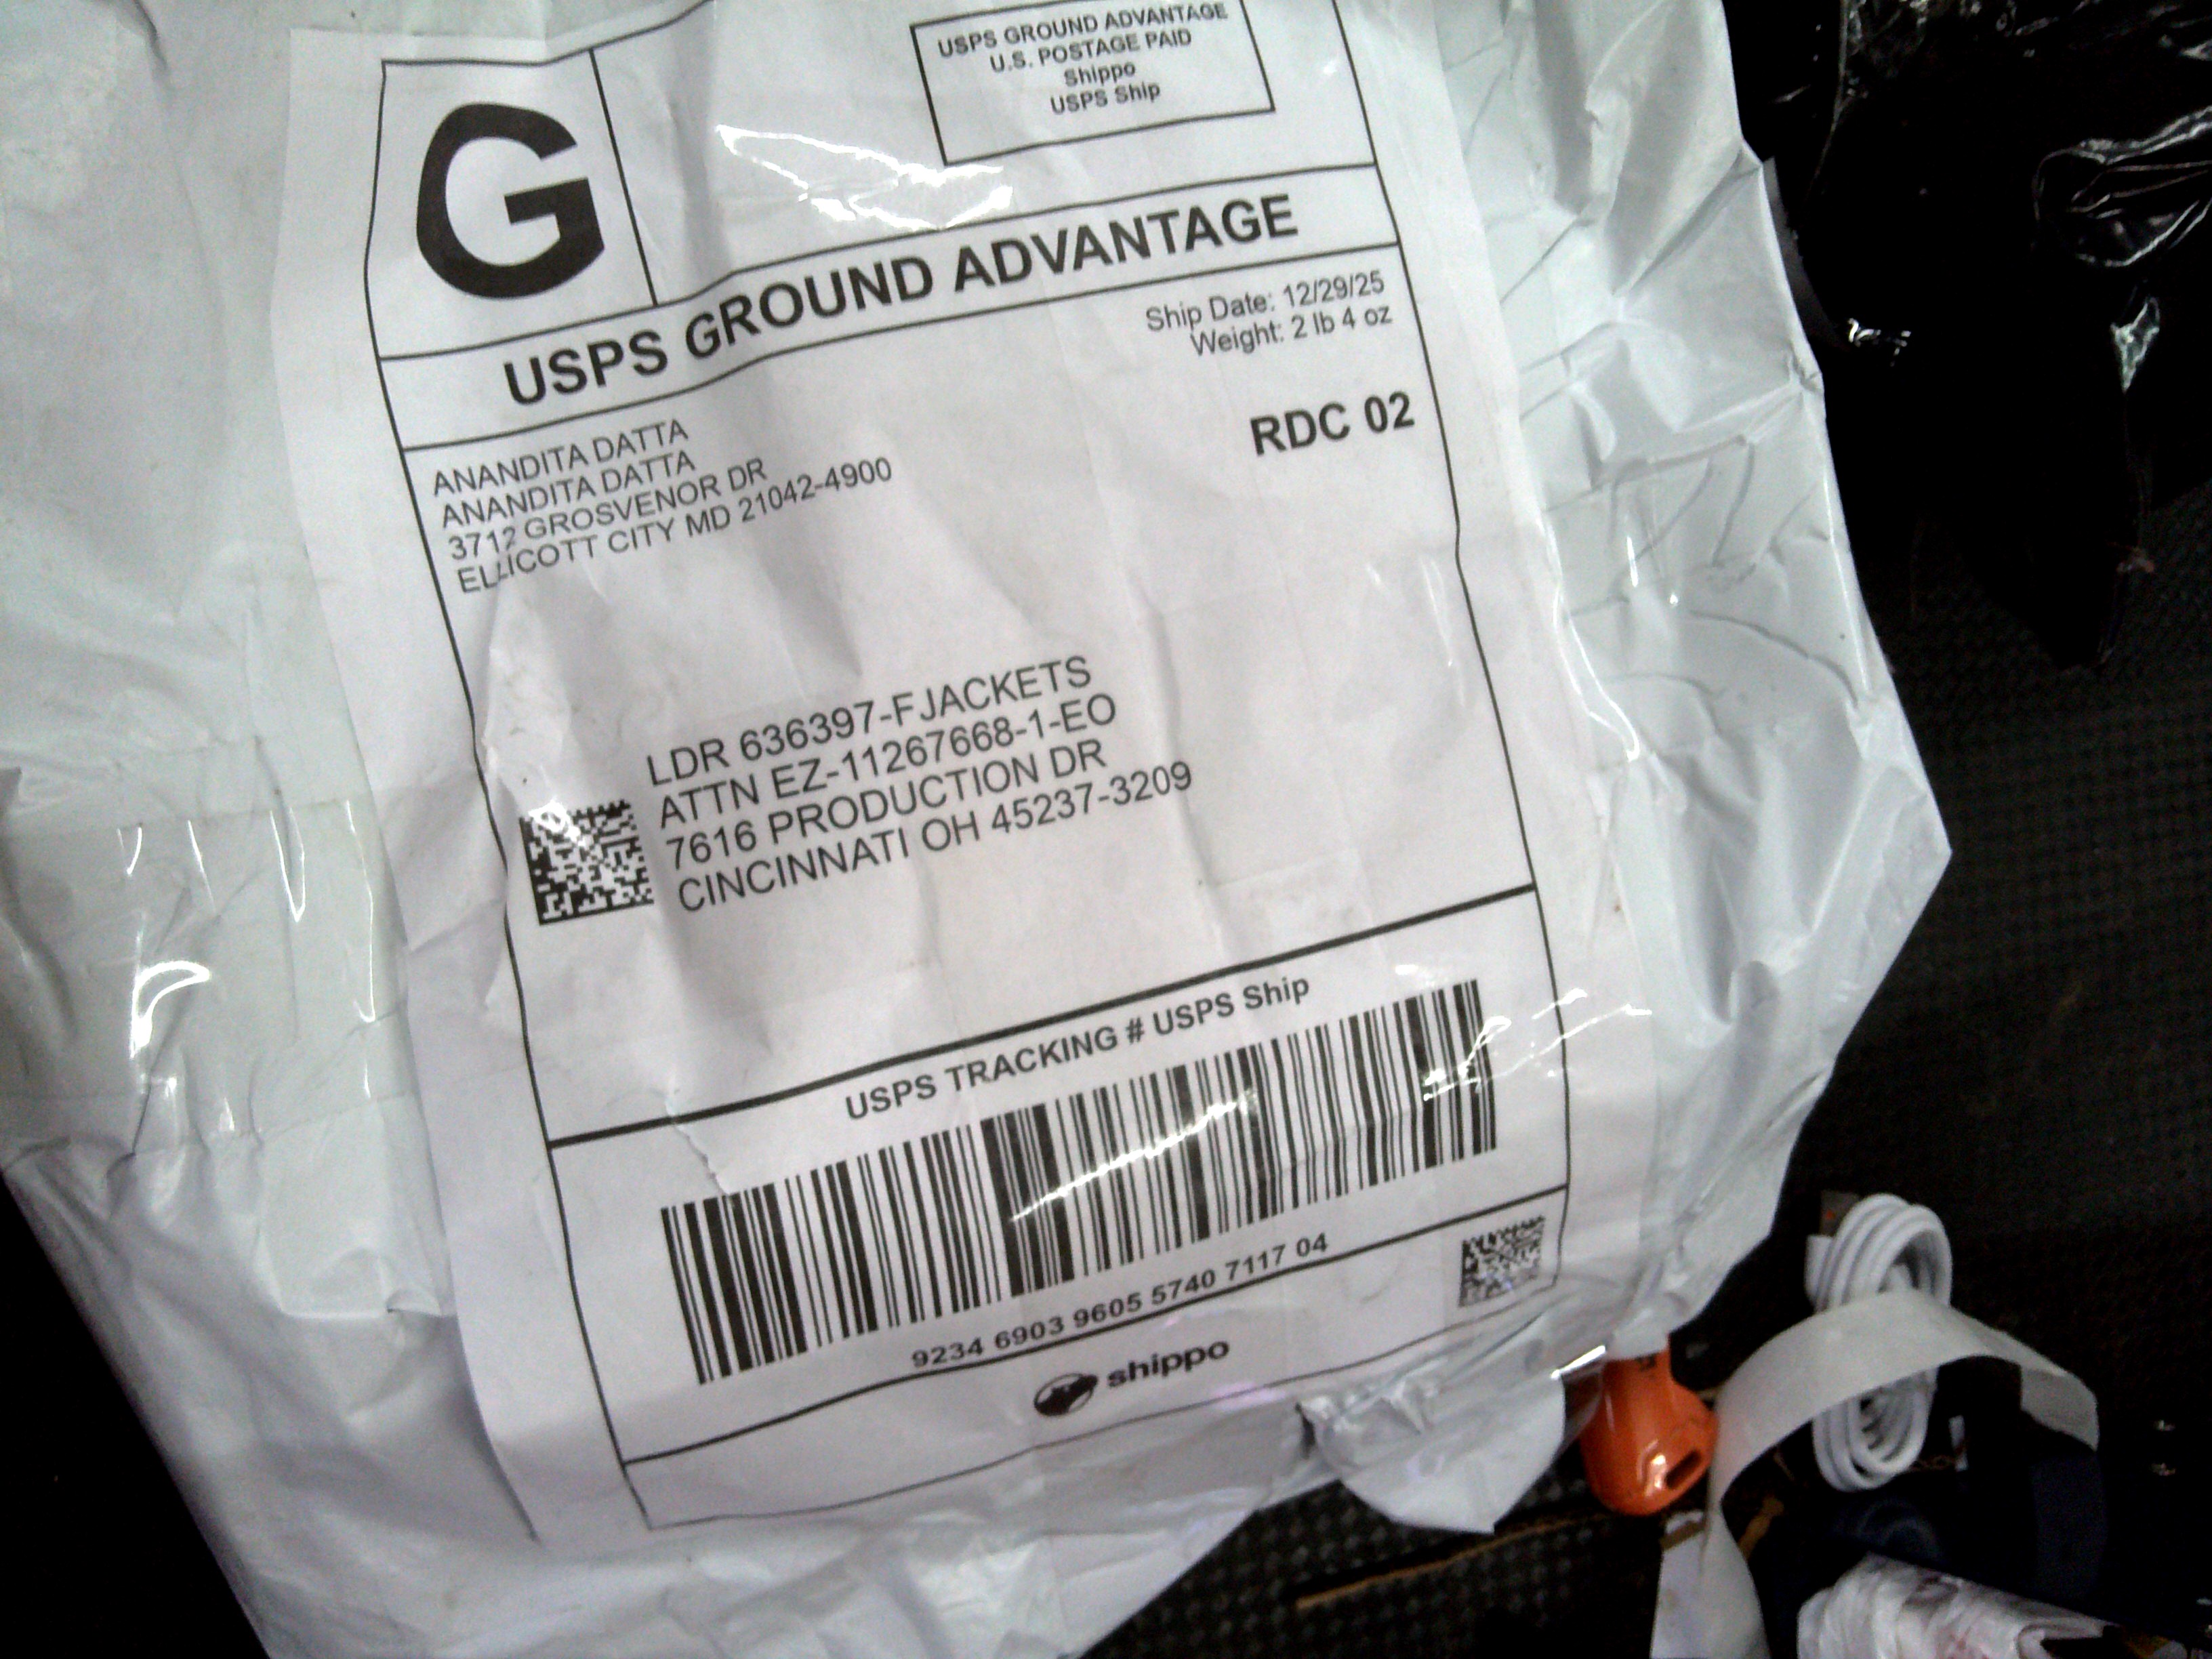 G
USPS GROUND ADVANTAGE
U.S. POSTAGE PAID
Shippo
USPS Ship
USPS GROUND ADVANTAGE
Ship Date: 12/29/25
Weight: 2 lb 4 oz
RDC 02
ANANDITA DATTA
ANANDITA DATTA
3712 GROSVENOR DR
ELLICOTT CITY MD 21042-4900
LDR 636397-FJACKETS
ATTN EZ-11267668-1-EO
7616 PRODUCTION DR
CINCINNATI OH 45237-3209
USPS TRACKING # USPS Ship
9234 6903 9605 5740 7117 04
shippo